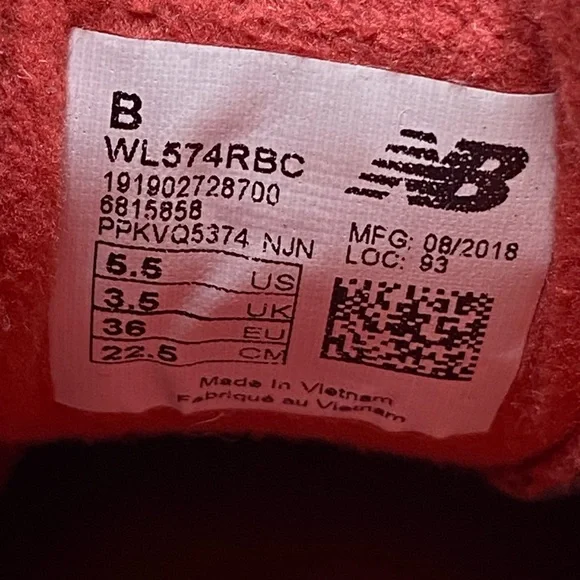 B
WL574RBC
191902728700
6815858
PPKVQ5374 NJN
NB
MFG: 08/2018
LOC: 93
5.5 US
3.5 UK
36 EU
22.5 CM
Made In Vietnam
Fabriqué au Vietnam